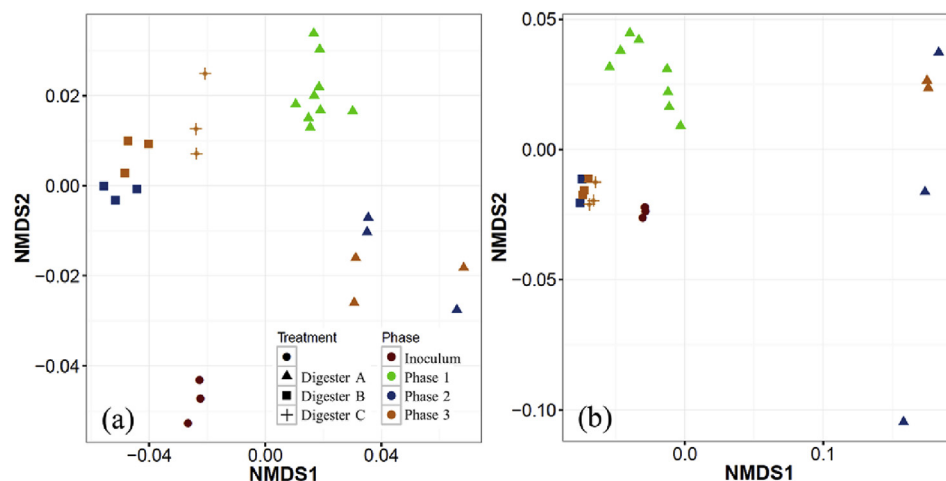 0.02
0.00
−0.02
−0.04
NMDS2
−0.04
0.00
0.04
NMDS1
(a)
Treatment
Digester A
Digester B
Digester C
Phase
Inoculum
Phase 1
Phase 2
Phase 3
0.05
0.00
−0.05
−0.10
NMDS2
0.0
0.1
NMDS1
(b)